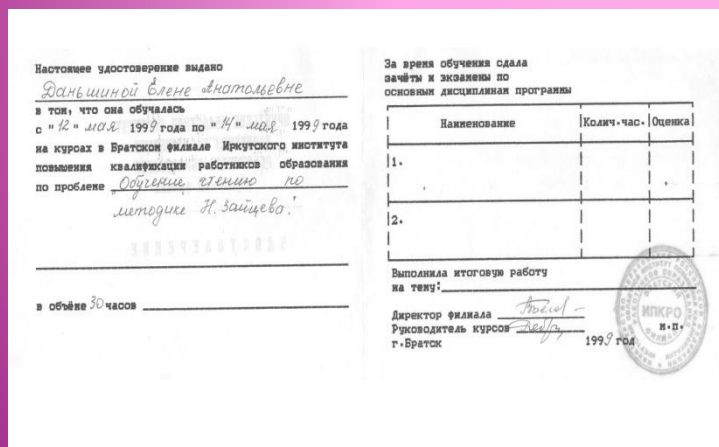 Настоящее удостоверение выдано
Даньшиной Елене Анатольевне
в том, что она обучалась
с "12" мая 1999 года по "14" мая 1999 года
на курсах в Братском филиале Иркутского института
повышения квалификации работников образования
по проблеме „Обучение чтению по
методике Н. Зайцева."
в объёме 30 часов
За время обучения сдала
зачёты и экзамены по
основным дисциплинам программы
Наименование Колич.час. Оценка
1.
2.
Выполнила итоговую работу
на тему:
Директор филиала
Руководитель курсов
м.п.
г.Братск 1999 год
ИПКРО
УДОСТОВЕРЕНИЕ